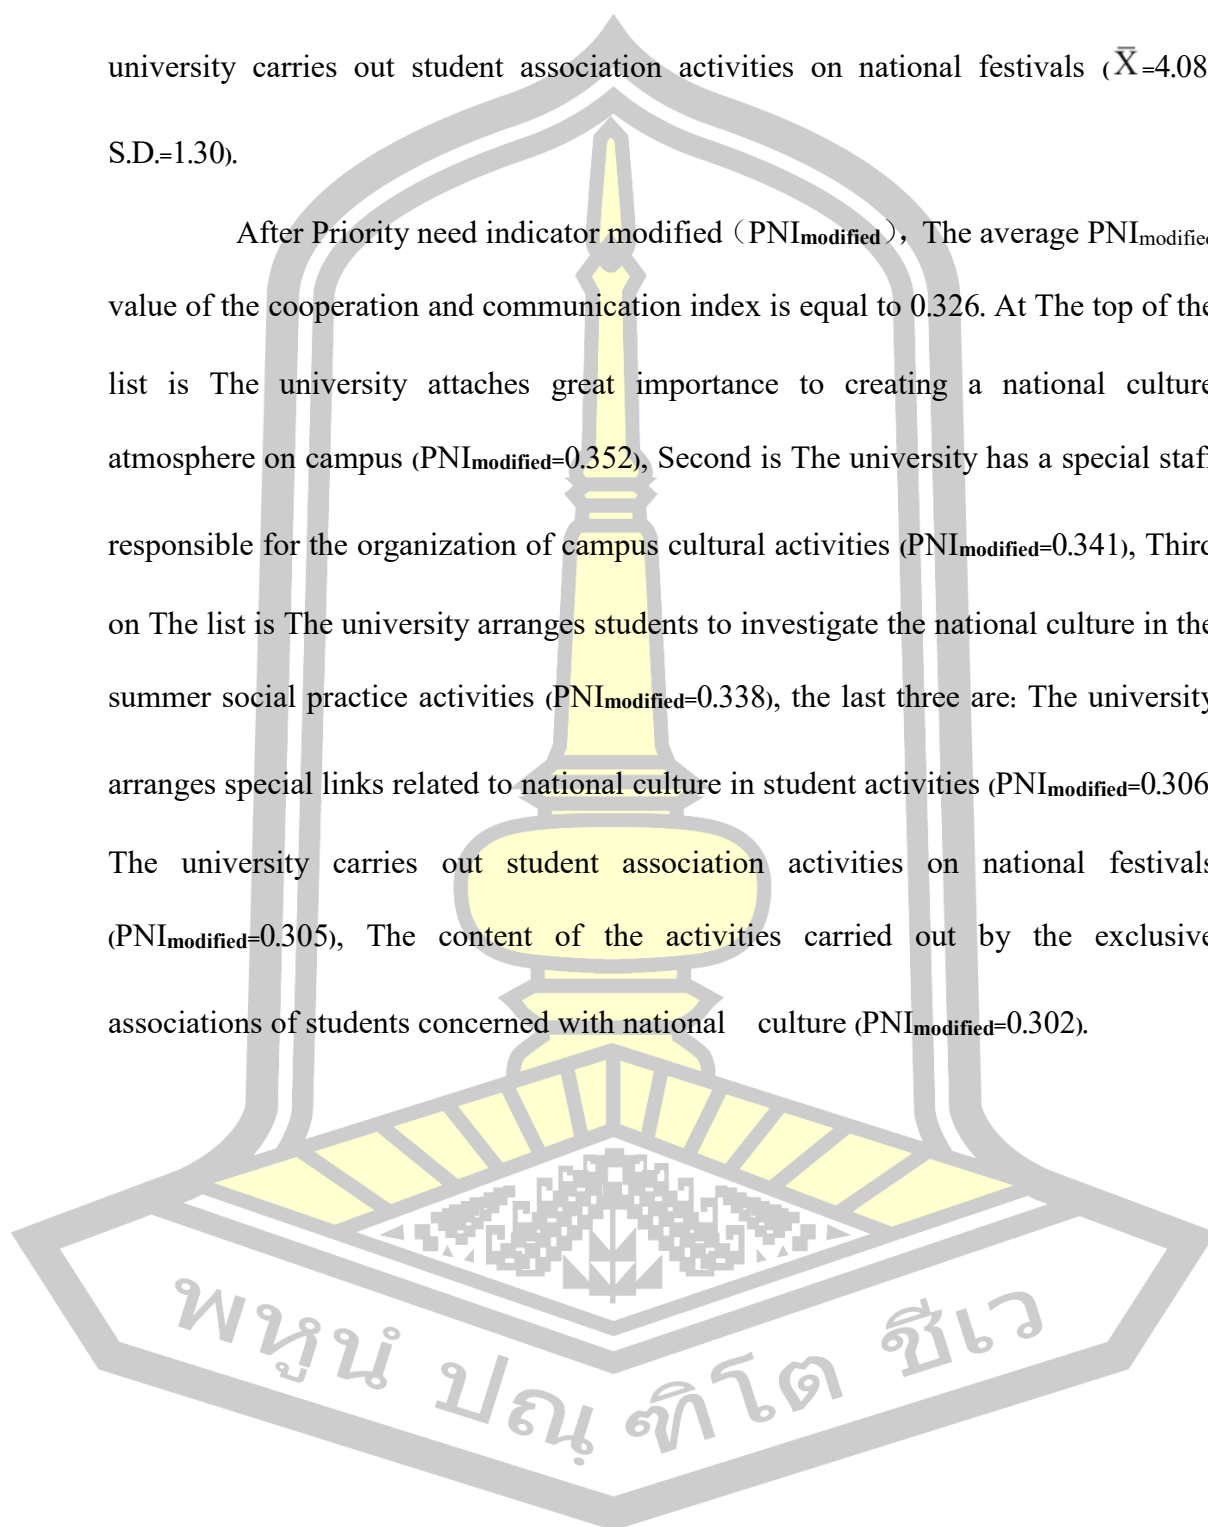 university carries out student association activities on national festivals (X̄=4.08
S.D.=1.30).
After Priority need indicator modified（PNImodified）, The average PNImodified
value of the cooperation and communication index is equal to 0.326. At The top of the
list is The university attaches great importance to creating a national culture
atmosphere on campus (PNImodified=0.352), Second is The university has a special staff
responsible for the organization of campus cultural activities (PNImodified=0.341), Third
on The list is The university arranges students to investigate the national culture in the
summer social practice activities (PNImodified=0.338), the last three are: The university
arranges special links related to national culture in student activities (PNImodified=0.306
The university carries out student association activities on national festivals
(PNImodified=0.305), The content of the activities carried out by the exclusive
associations of students concerned with national culture (PNImodified=0.302).
พหูนํ ปณฺฑิโต ชีเว